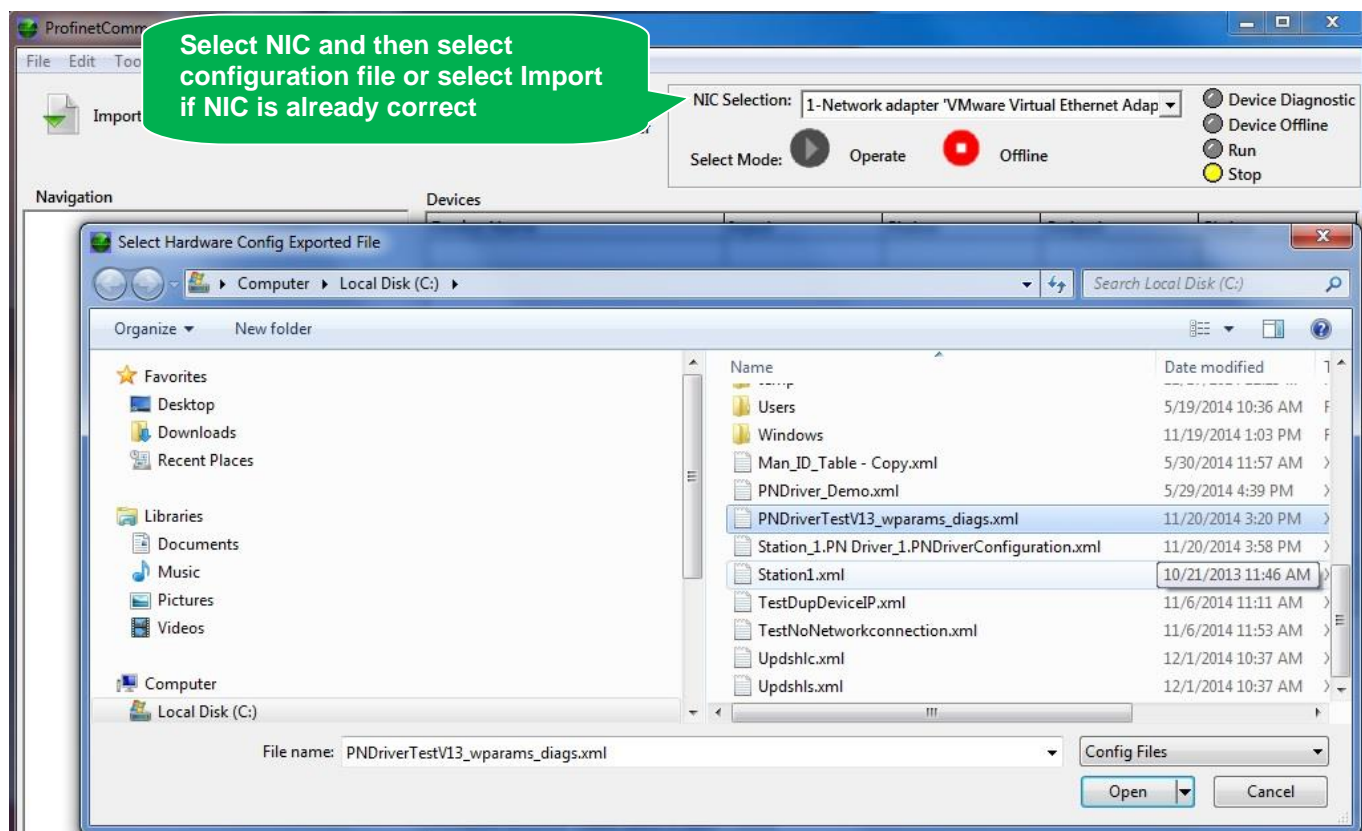 ProfinetComm
Select NIC and then select
configuration file or select Import
if NIC is already correct
File Edit Too
Import
NIC Selection: 1-Network adapter 'VMware Virtual Ethernet Adap
Select Mode: Operate Offline
Device Diagnostic
Device Offline
Run
Stop
Navigation
Devices
Select Hardware Config Exported File
Computer Local Disk (C:)
Search Local Disk (C:)
Organize New folder
Favorites
Desktop
Downloads
Recent Places
Libraries
Documents
Music
Pictures
Videos
Computer
Local Disk (C:)
Name Date modified
Users 5/19/2014 10:36 AM
Windows 11/19/2014 1:03 PM
Man_ID_Table - Copy.xml 5/30/2014 11:57 AM
PNDriver_Demo.xml 5/29/2014 4:39 PM
PNDriverTestV13_wparams_diags.xml 11/20/2014 3:20 PM
Station_1.PN Driver_1.PNDriverConfiguration.xml 11/20/2014 3:58 PM
Station1.xml 10/21/2013 11:46 AM
TestDupDeviceIP.xml 11/6/2014 11:11 AM
TestNoNetworkconnection.xml 11/6/2014 11:53 AM
Updshlc.xml 12/1/2014 10:37 AM
Updshls.xml 12/1/2014 10:37 AM
File name: PNDriverTestV13_wparams_diags.xml
Config Files
Open Cancel